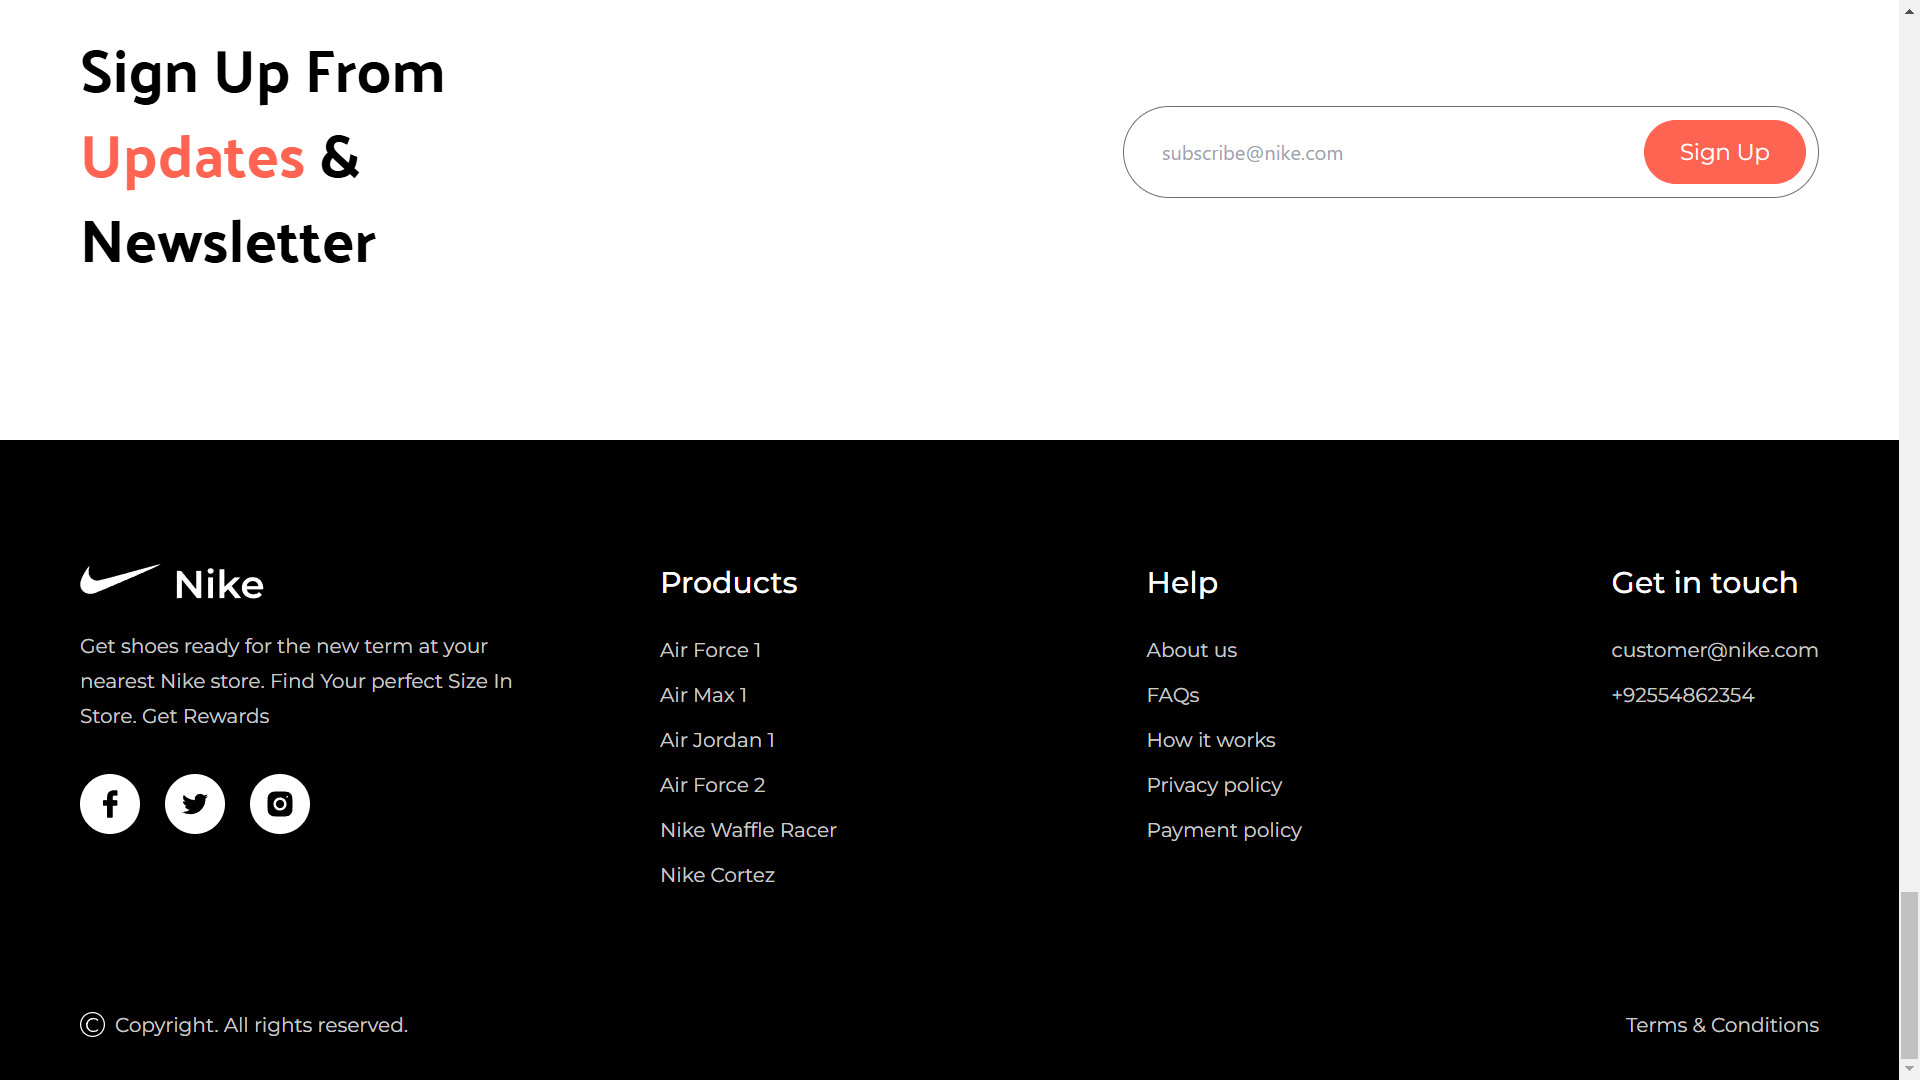 Sign Up From
Updates &
Newsletter
subscribe@nike.com
Sign Up
Nike
Get shoes ready for the new term at your
nearest Nike store. Find Your perfect Size In
Store. Get Rewards
Products
Air Force 1
Air Max 1
Air Jordan 1
Air Force 2
Nike Waffle Racer
Nike Cortez
Help
About us
FAQs
How it works
Privacy policy
Payment policy
Get in touch
customer@nike.com
+92554862354
© Copyright. All rights reserved.
Terms & Conditions